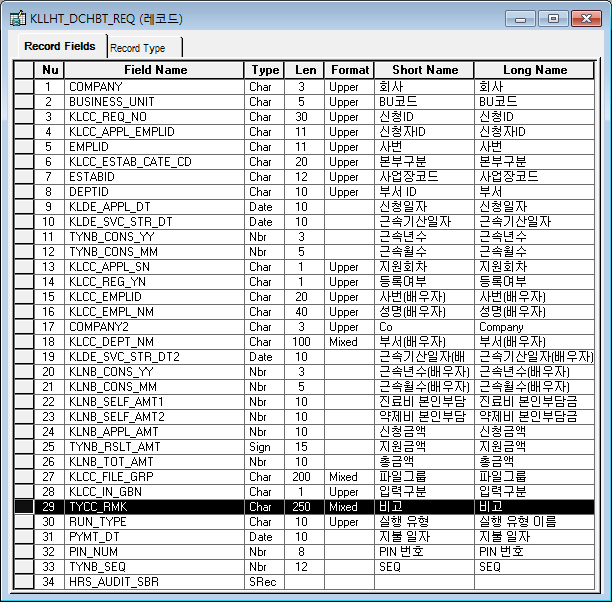 KLLHT_DCHBT_REQ (레코드)
Record Fields Record Type
Nu Field Name Type Len Format Short Name Long Name
1 COMPANY Char 3 Upper 회사 회사
2 BUSINESS_UNIT Char 5 Upper BU코드 BU코드
3 KLCC_REQ_NO Char 30 Upper 신청ID 신청ID
4 KLCC_APPL_EMPLID Char 11 Upper 신청자ID 신청자ID
5 EMPLID Char 11 Upper 사번 사번
6 KLCC_ESTAB_CATE_CD Char 20 Upper 본부구분 본부구분
7 ESTABID Char 12 Upper 사업장코드 사업장코드
8 DEPTID Char 10 Upper 부서 ID 부서
9 KLDE_APPL_DT Date 10 신청일자 신청일자
10 KLDE_SVC_STR_DT Date 10 근속기산일자 근속기산일자
11 TYNB_CONS_YY Nbr 3 근속년수 근속년수
12 TYNB_CONS_MM Nbr 5 근속월수 근속월수
13 KLCC_APPL_SN Char 1 Upper 지원회차 지원회차
14 KLCC_REG_YN Char 1 Upper 등록여부 등록여부
15 KLCC_EMPLID Char 20 Upper 사번(배우자) 사번(배우자)
16 KLCC_EMPL_NM Char 40 Upper 성명(배우자) 성명(배우자)
17 COMPANY2 Char 3 Upper Co Company
18 KLCC_DEPT_NM Char 100 Mixed 부서(배우자) 부서(배우자)
19 KLDE_SVC_STR_DT2 Date 10 근속기산일자(배 근속기산일자(배우자)
20 KLNB_CONS_YY Nbr 3 근속년수(배우자) 근속년수(배우자)
21 KLNB_CONS_MM Nbr 5 근속월수(배우자) 근속월수(배우자)
22 KLNB_SELF_AMT1 Nbr 10 진료비 본인부담 진료비 본인부담금
23 KLNB_SELF_AMT2 Nbr 10 약제비 본인부담 약제비 본인부담금
24 KLNB_APPL_AMT Nbr 10 신청금액 신청금액
25 TYNB_RSLT_AMT Sign 15 지원금액 지원금액
26 KLNB_TOT_AMT Nbr 10 총금액 총금액
27 KLCC_FILE_GRP Char 200 Mixed 파일그룹 파일그룹
28 KLCC_IN_GBN Char 1 Upper 입력구분 입력구분
29 TYCC_RMK Char 250 Mixed 비고 비고
30 RUN_TYPE Char 10 Upper 실행 유형 실행 유형 이름
31 PYMT_DT Date 10 지불 일자 지불 일자
32 PIN_NUM Nbr 8 PIN 번호 PIN 번호
33 TYNB_SEQ Nbr 12 SEQ SEQ
34 HRS_AUDIT_SBR SRec